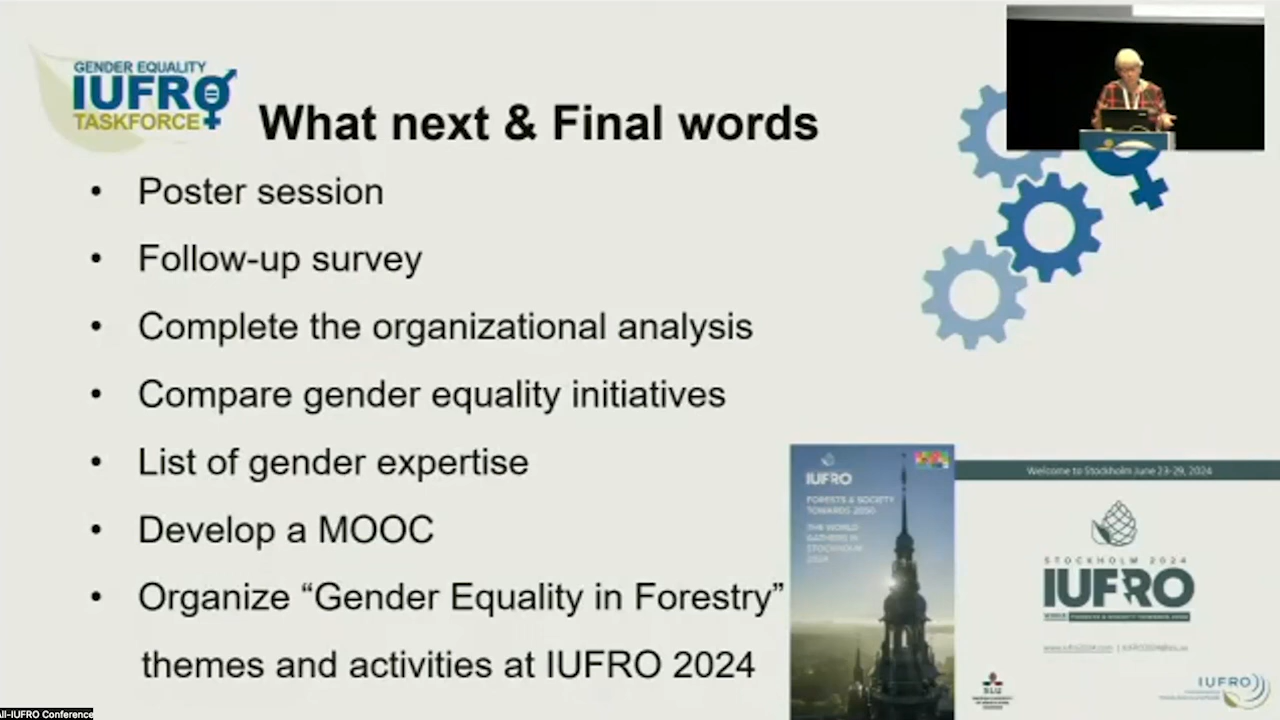 GENDER EQUALITY
IUFRO
TASKFORCE
What next & Final words
• Poster session
• Follow-up survey
• Complete the organizational analysis
• Compare gender equality initiatives
• List of gender expertise
• Develop a MOOC
• Organize “Gender Equality in Forestry”
themes and activities at IUFRO 2024
IUFRO
FORESTS & SOCIETY
TOWARDS 2050
THE WORLD
GATHERS IN
STOCKHOLM
2024
Welcome to Stockholm June 23-29, 2024
STOCKHOLM 2024
IUFRO
SLU
IUFRO
All-IUFRO Conference